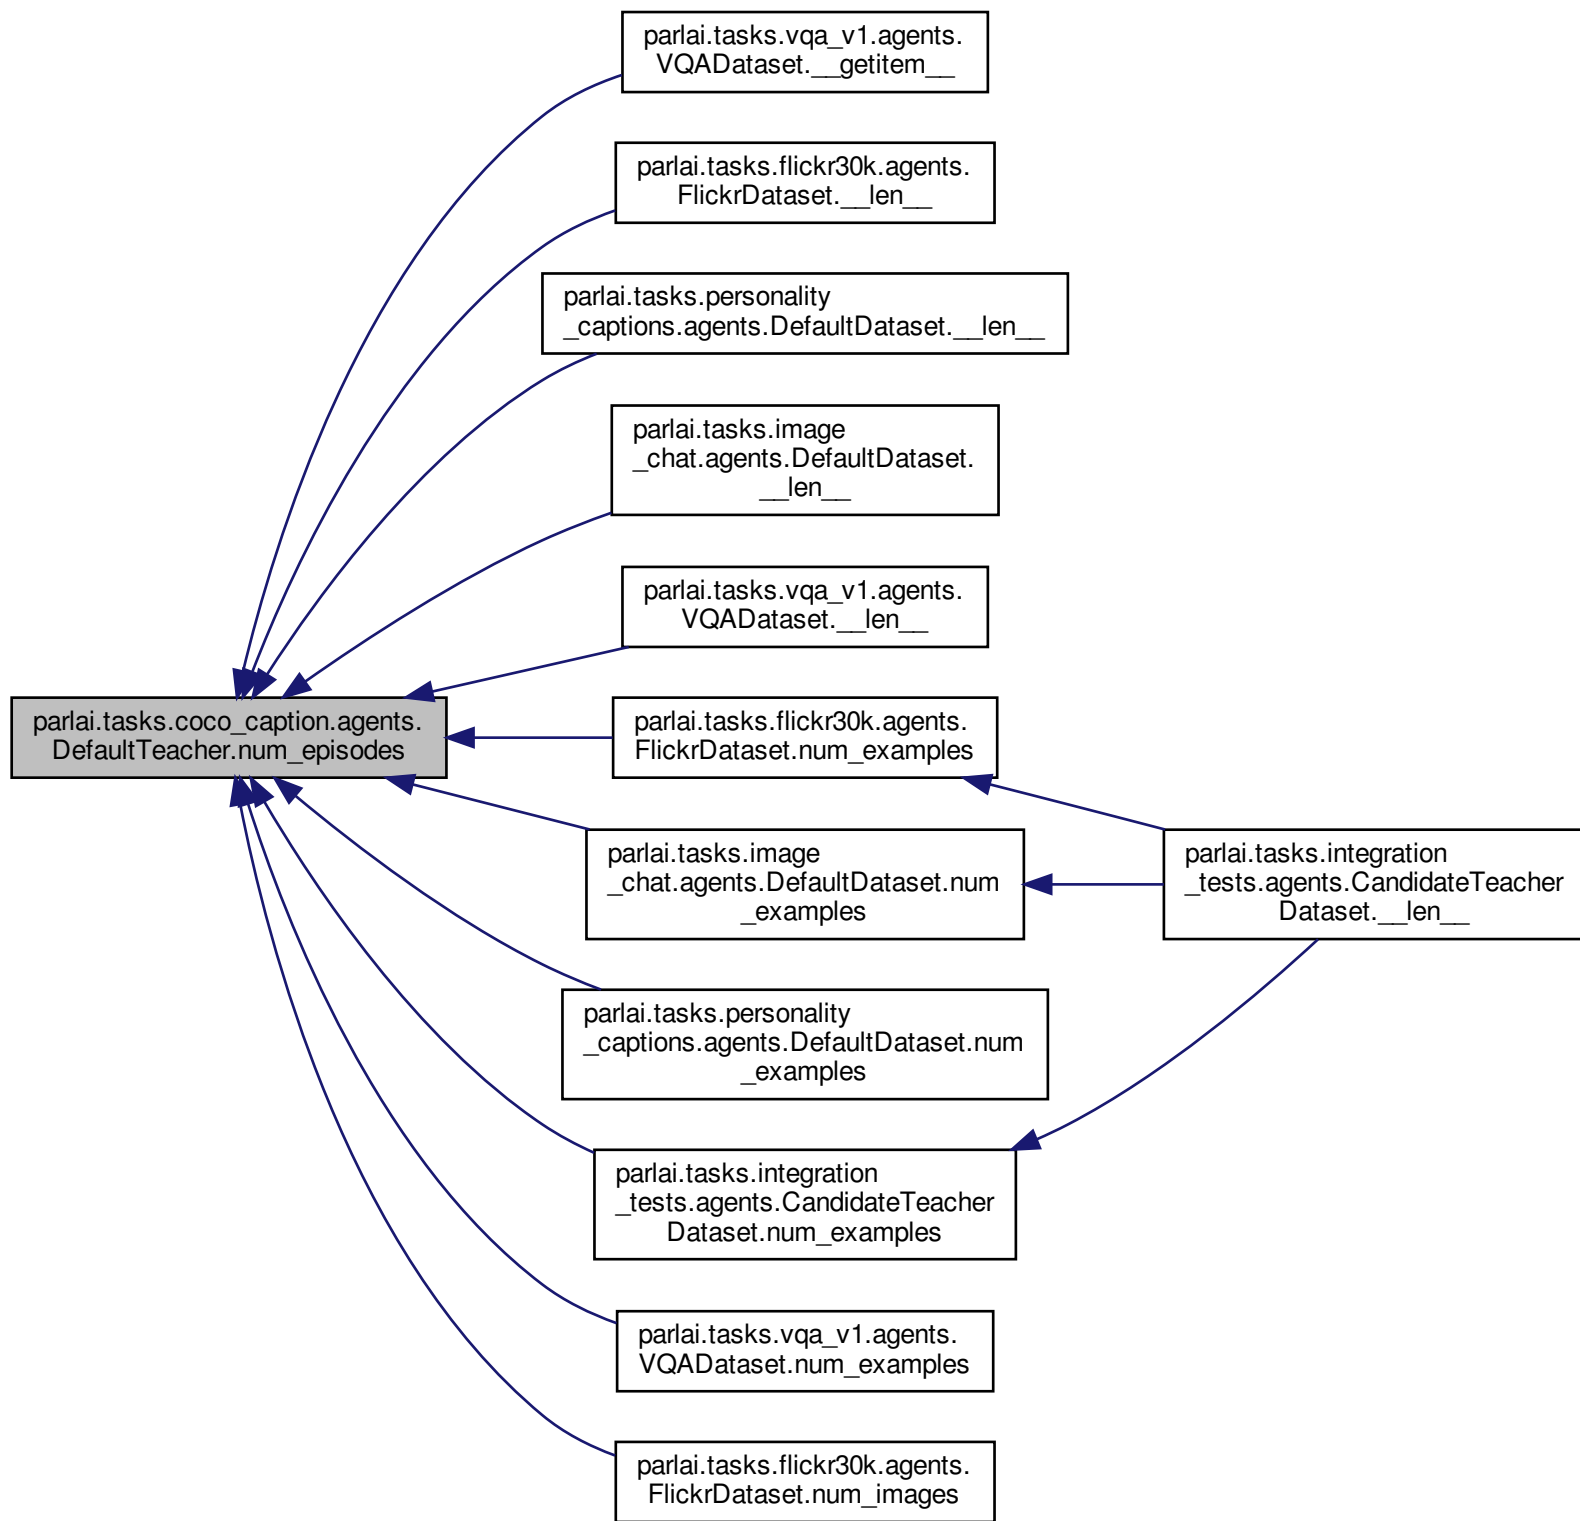 parlai.tasks.vqa_v1.agents.
VQADataset.__getitem__
parlai.tasks.flickr30k.agents.
FlickrDataset.__len__
parlai.tasks.personality
_captions.agents.DefaultDataset.__len__
parlai.tasks.image
_chat.agents.DefaultDataset.
__len__
parlai.tasks.vqa_v1.agents.
VQADataset.__len__
parlai.tasks.coco_caption.agents.
DefaultTeacher.num_episodes
parlai.tasks.flickr30k.agents.
FlickrDataset.num_examples
parlai.tasks.image
_chat.agents.DefaultDataset.num
_examples
parlai.tasks.integration
_tests.agents.CandidateTeacher
Dataset.__len__
parlai.tasks.personality
_captions.agents.DefaultDataset.num
_examples
parlai.tasks.integration
_tests.agents.CandidateTeacher
Dataset.num_examples
parlai.tasks.vqa_v1.agents.
VQADataset.num_examples
parlai.tasks.flickr30k.agents.
FlickrDataset.num_images